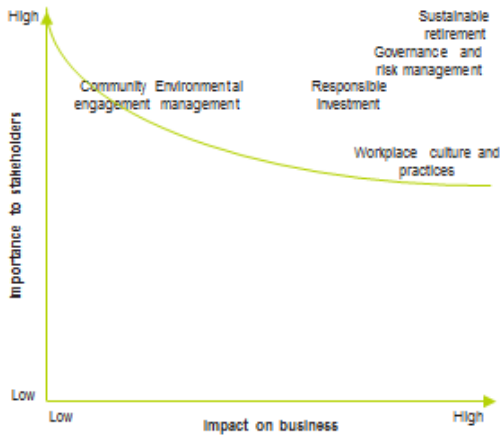 High
Sustainable
retirement
Governance and
risk management
Community Environmental
engagement management
Responsible
Investment
Workplace culture and
practices
Importance to stakeholders
Low
Low
High
Impact on business